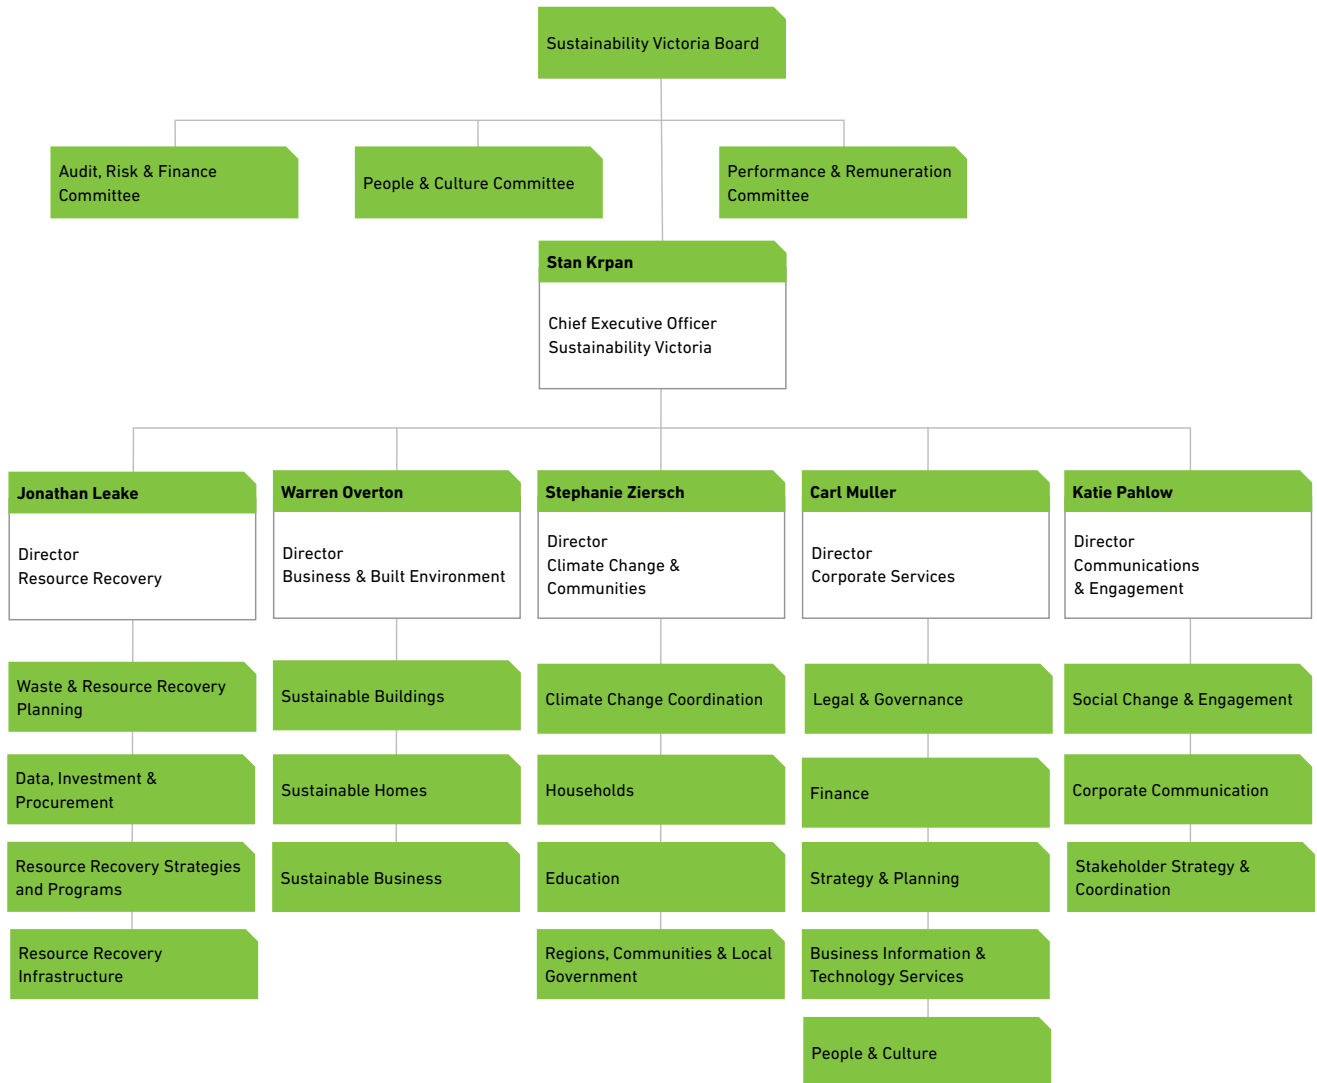 Sustainability Victoria Board
Audit, Risk & Finance
Committee
People & Culture Committee
Performance & Remuneration
Committee
Stan Krpan
Chief Executive Officer
Sustainability Victoria
Jonathan Leake
Director
Resource Recovery
Warren Overton
Director
Business & Built Environment
Stephanie Ziersch
Director
Climate Change &
Communities
Carl Muller
Director
Corporate Services
Katie Pahlow
Director
Communications
& Engagement
Waste & Resource Recovery
Planning
Data, Investment &
Procurement
Resource Recovery Strategies
and Programs
Resource Recovery
Infrastructure
Sustainable Buildings
Sustainable Homes
Sustainable Business
Climate Change Coordination
Households
Education
Regions, Communities & Local
Government
Legal & Governance
Finance
Strategy & Planning
Business Information &
Technology Services
People & Culture
Social Change & Engagement
Corporate Communication
Stakeholder Strategy &
Coordination